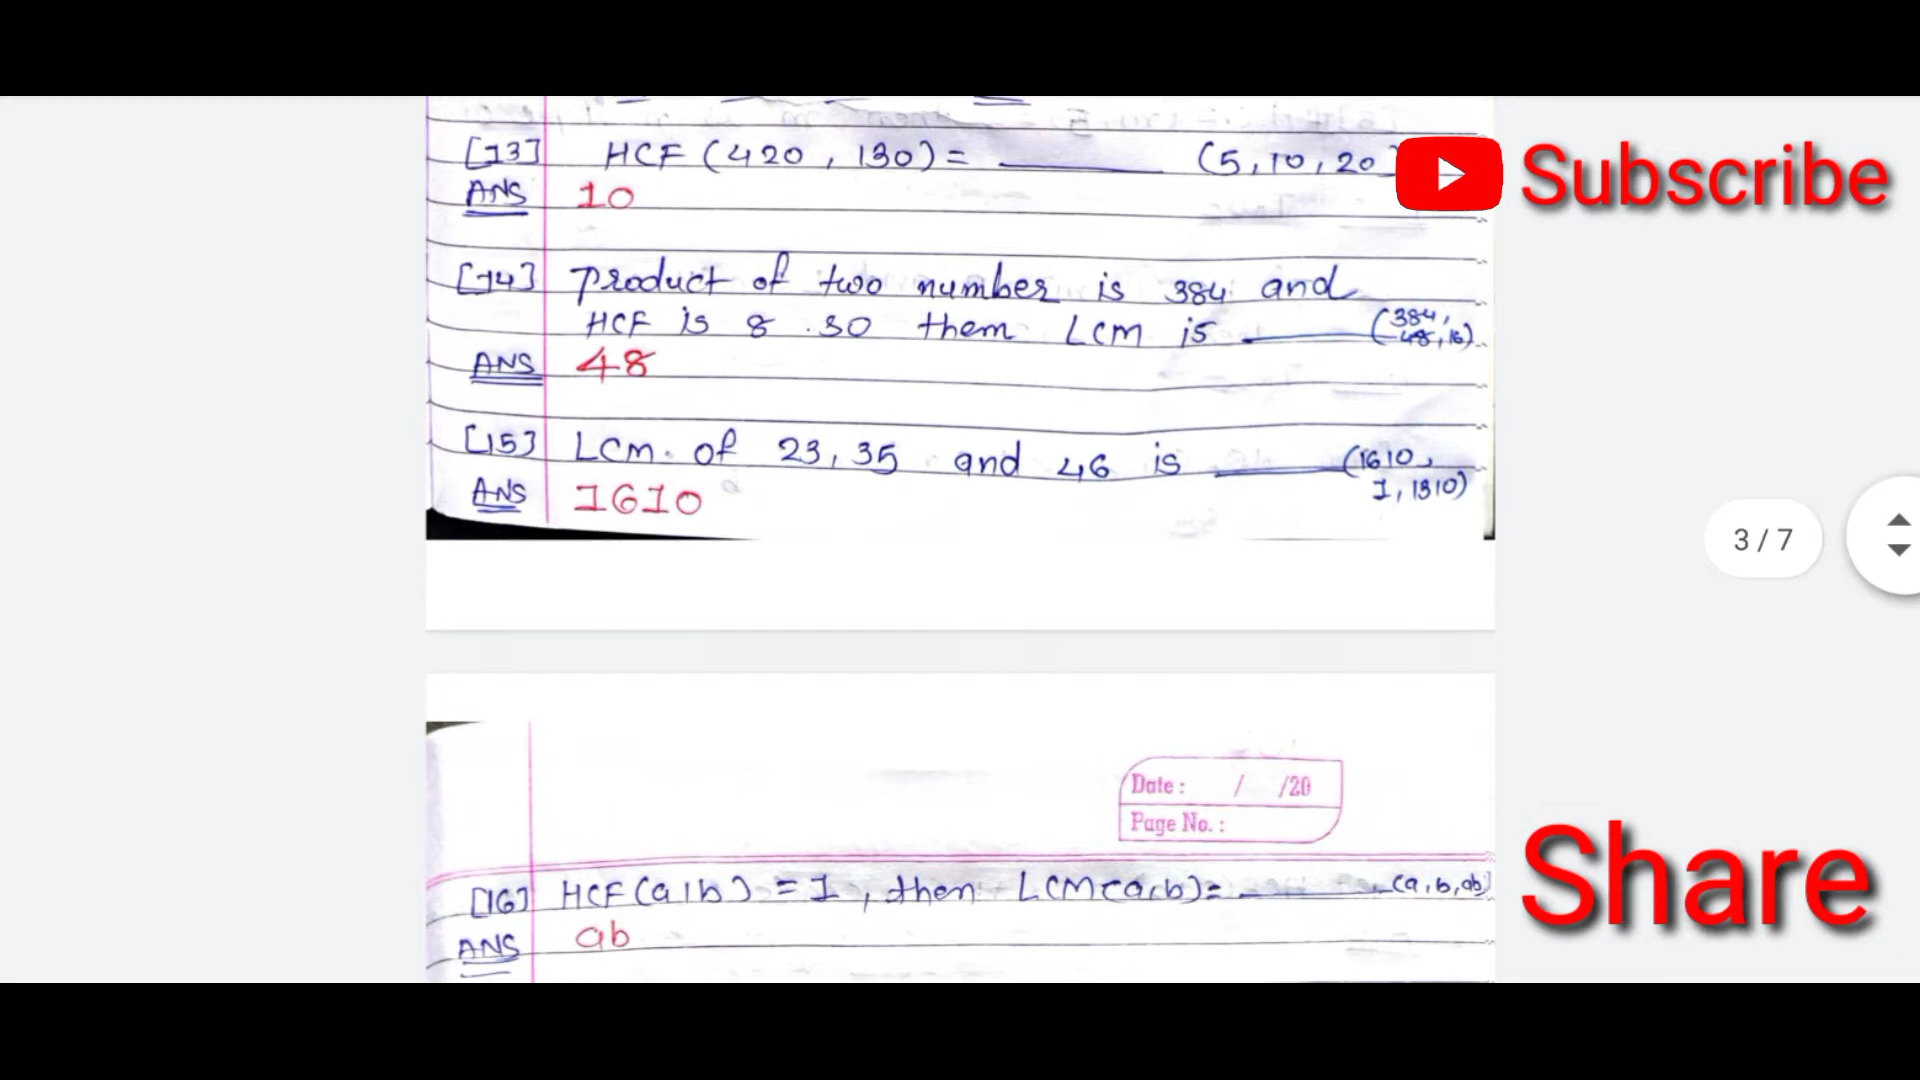 [13] HCF (420, 130) = ______ (5, 10, 20)
Subscribe
ANS 10
[14] Product of two number is 384 and
HCF is 8 .so them LCM is ______ (384, 48, 16)
ANS 48
[15] LCM. of 23, 35 and 46 is ______ (1610, 1, 1310)
ANS 1610
3 / 7
Date : / /20
Page No. :
[16] HCF(a1b) = 1, then LCM(a,b)= ______ (a, b, ab)
Share
ANS ab